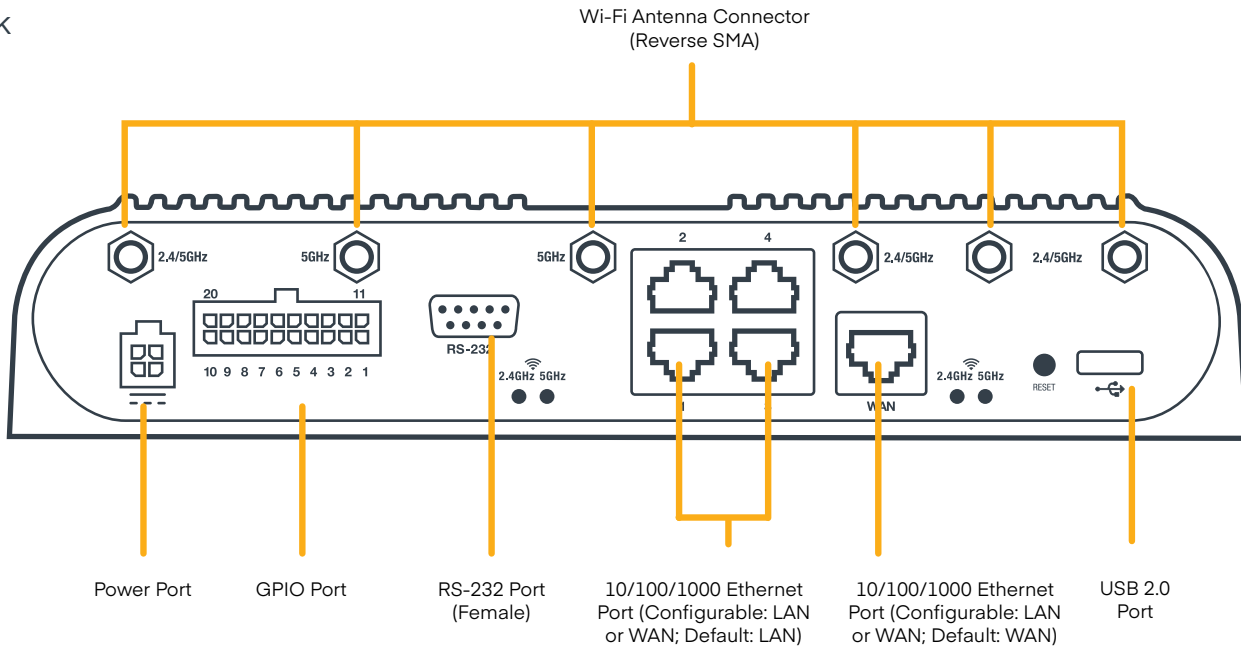 k
Wi-Fi Antenna Connector
(Reverse SMA)
2.4/5GHz
5GHz
5GHz
2 4
2.4/5GHz
2.4/5GHz
20 11
RS-232
10 9 8 7 6 5 4 3 2 1
2.4GHz 5GHz
2.4GHz 5GHz
RESET
1
WAN
Power Port
GPIO Port
RS-232 Port
(Female)
10/100/1000 Ethernet
Port (Configurable: LAN
or WAN; Default: LAN)
10/100/1000 Ethernet
Port (Configurable: LAN
or WAN; Default: WAN)
USB 2.0
Port